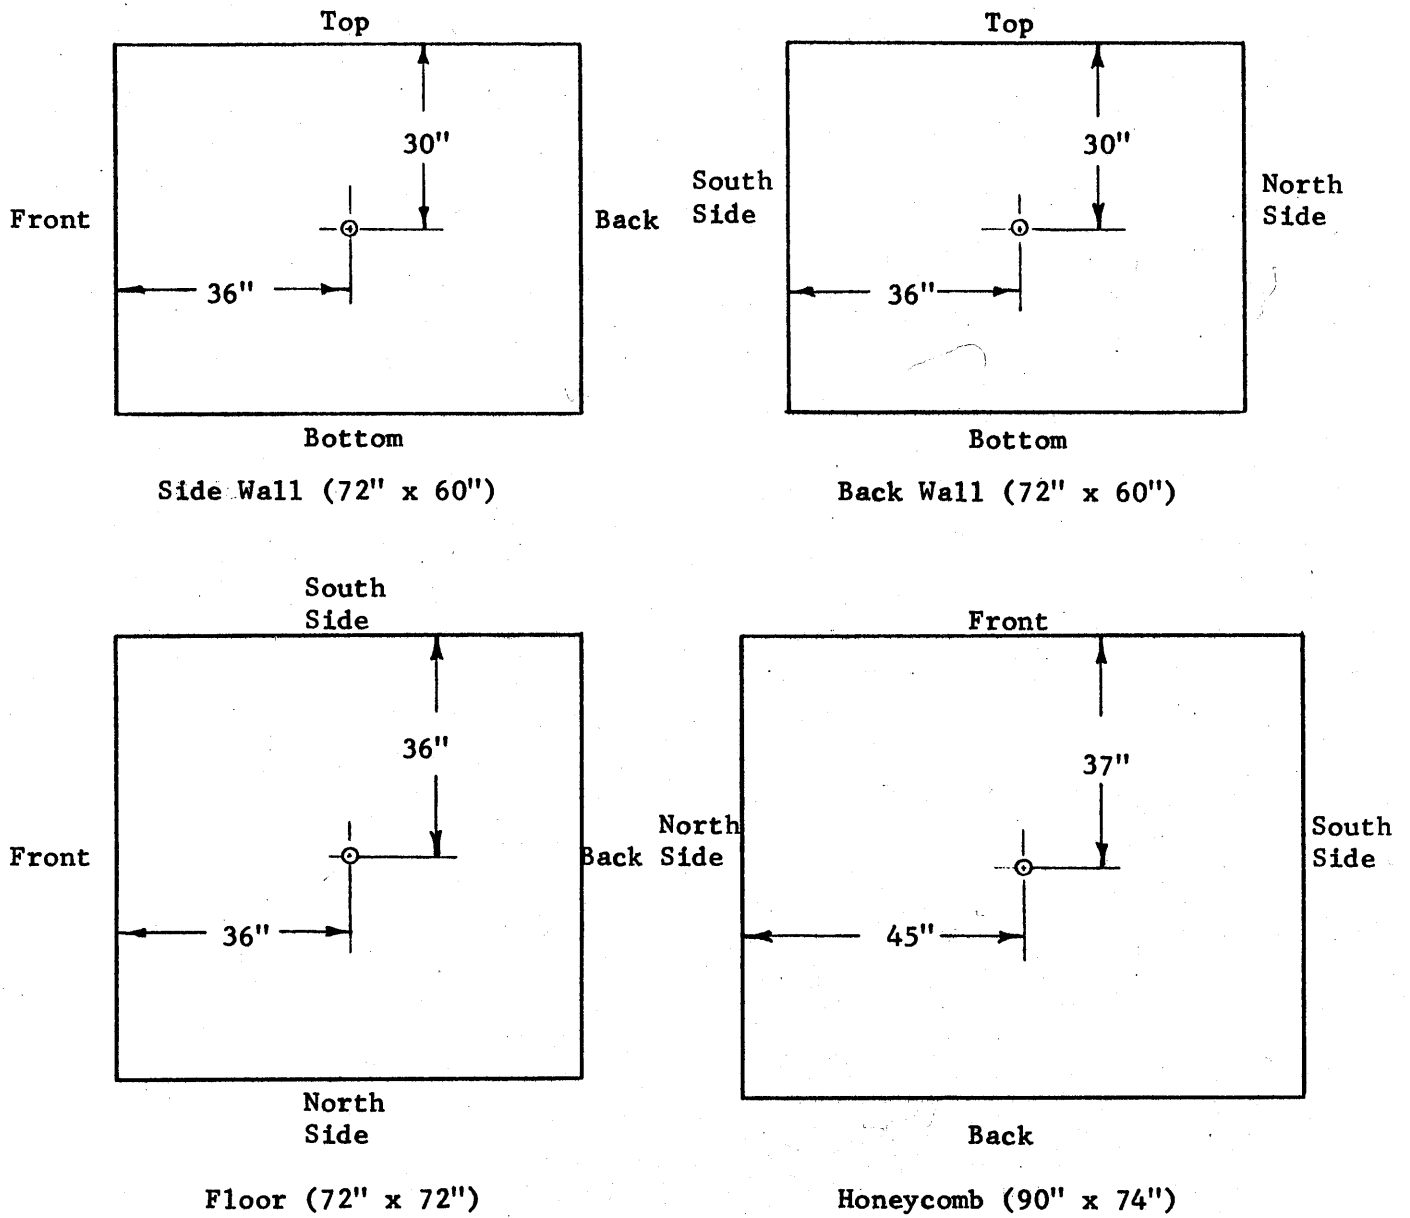 Top
30"
Front
Back
36"
Bottom
Side Wall (72" x 60")
Top
30"
South
Side
North
Side
36"
Bottom
Back Wall (72" x 60")
South
Side
36"
Front
Back
36"
North
Side
Floor (72" x 72")
Front
37"
North
Side
South
Side
45"
Back
Honeycomb (90" x 74")